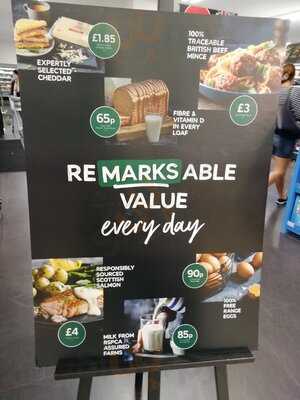 £1.85
EXPERTLY
SELECTED
CHEDDAR
100%
TRACEABLE
BRITISH BEEF
MINCE
£3
65p
FIBRE &
VITAMIN D
IN EVERY
LOAF
REMARKSABLE
VALUE
every day
RESPONSIBLY
SOURCED
SCOTTISH
SALMON
£4
90p
100%
FREE
RANGE
EGGS
MILK FROM
RSPCA
ASSURED
FARMS
85p